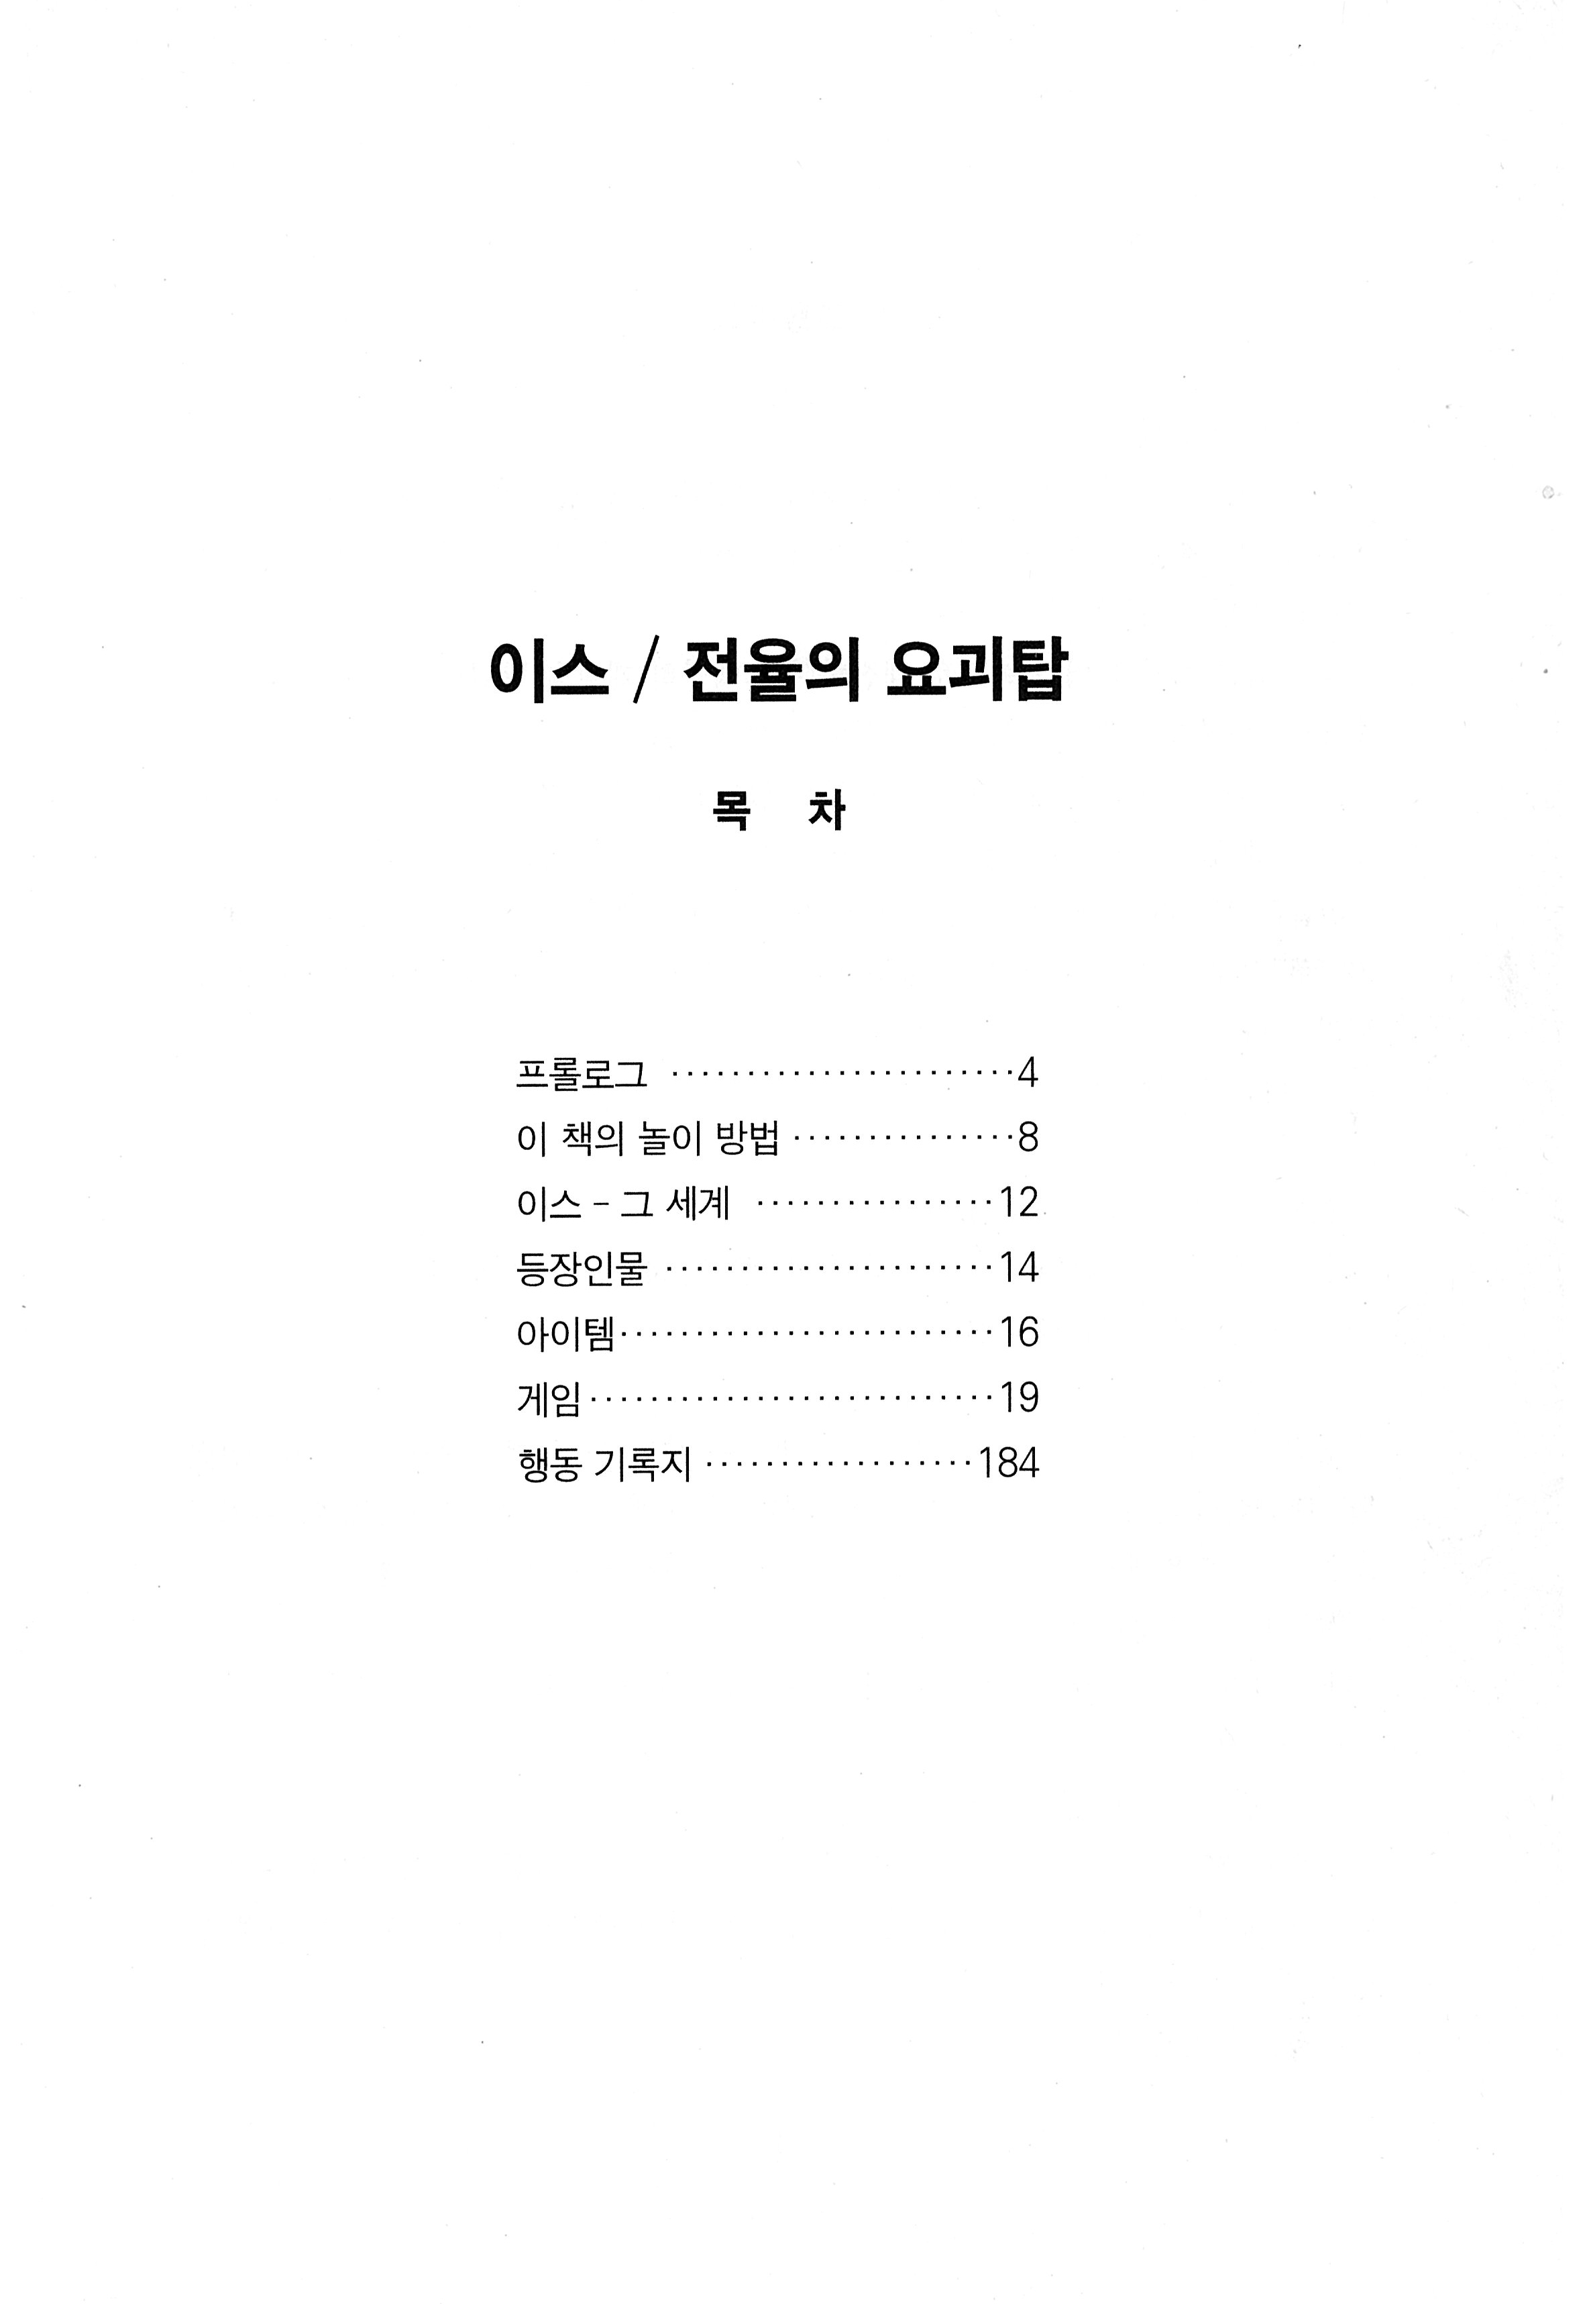 이스 / 전율의 요괴탑
목 차
프롤로그 ······················· 4
이 책의 놀이 방법 ··············· 8
이스 – 그 세계 ················ 12
등장인물 ······················ 14
아이템 ························· 16
게임 ··························· 19
행동 기록지 ·················· 184